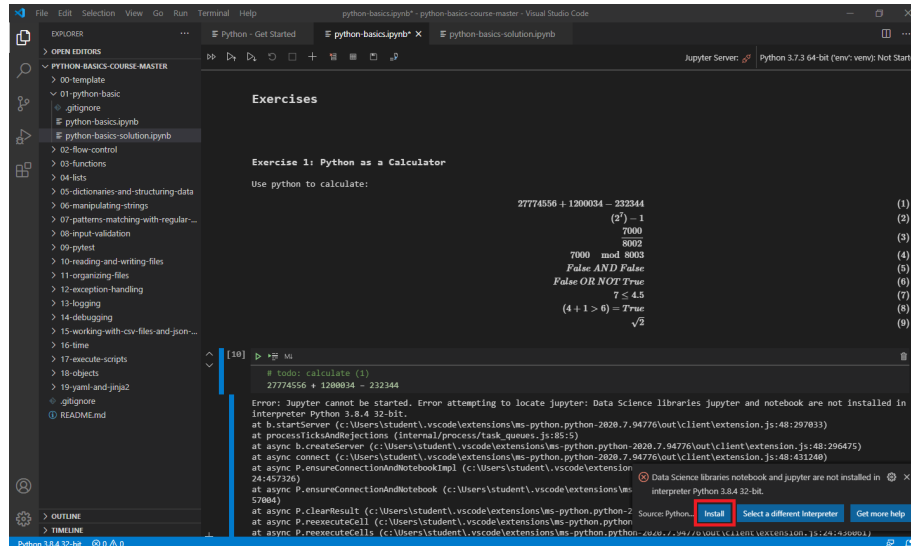 File Edit Selection View Go Run Terminal Help python-basics.ipynb* - python-basics-course-master - Visual Studio Code
EXPLORER
Python - Get Started python-basics.ipynb* python-basics-solution.ipynb
OPEN EDITORS
PYTHON-BASICS-COURSE-MASTER
Jupyter Server: Python 3.7.3 64-bit ('env': venv): Not Start
00-template
01-python-basic
.gitignore
python-basics.ipynb
python-basics-solution.ipynb
02-flow-control
03-functions
04-lists
05-dictionaries-and-structuring-data
06-manipulating-strings
07-patterns-matching-with-regular-...
08-input-validation
09-pytest
10-reading-and-writing-files
11-organizing-files
12-exception-handling
13-logging
14-debugging
15-working-with-csv-files-and-json-...
16-time
17-execute-scripts
18-objects
19-yaml-and-jinja2
.gitignore
README.md
OUTLINE
TIMELINE
Exercises
Exercise 1: Python as a Calculator
Use python to calculate:
27774556 + 1200034 − 232344 (1)
(2^7) − 1 (2)
7000
8002 (3)
7000 mod 8003 (4)
False AND False (5)
False OR NOT True (6)
7 ≤ 4.5 (7)
(4 + 1 > 6) = True (8)
√2 (9)
[10] M↓
# todo: calculate (1)
27774556 + 1200034 - 232344
Error: Jupyter cannot be started. Error attempting to locate jupyter: Data Science libraries jupyter and notebook are not installed in
interpreter Python 3.8.4 32-bit.
at b.startServer (c:\Users\student\.vscode\extensions\ms-python.python-2020.7.94776\out\client\extension.js:48:297033)
at processTicksAndRejections (internal/process/task_queues.js:85:5)
at async b.createServer (c:\Users\student\.vscode\extensions\ms-python.python-2020.7.94776\out\client\extension.js:48:296475)
at async connect (c:\Users\student\.vscode\extensions\ms-python.python-2020.7.94776\out\client\extension.js:48:431240)
at async P.ensureConnectionAndNotebookImpl (c:\Users\student\.vscode\extension
24:457326)
at async P.ensureConnectionAndNotebook (c:\Users\student\.vscode\extensions\ms
57004)
at async P.clearResult (c:\Users\student\.vscode\extensions\ms-python.python-2
at async P.reexecuteCell (c:\Users\student\.vscode\extensions\ms-python.python
at async P.reexecuteCells (c:\Users\student\.vscode\extensions\ms-python.python-2020.7.94776\out\client\extension.js:24:436061)
Data Science libraries notebook and jupyter are not installed in
interpreter Python 3.8.4 32-bit.
Source: Python... Install Select a different Interpreter Get more help
Python 3.8.4 32-bit 0 0